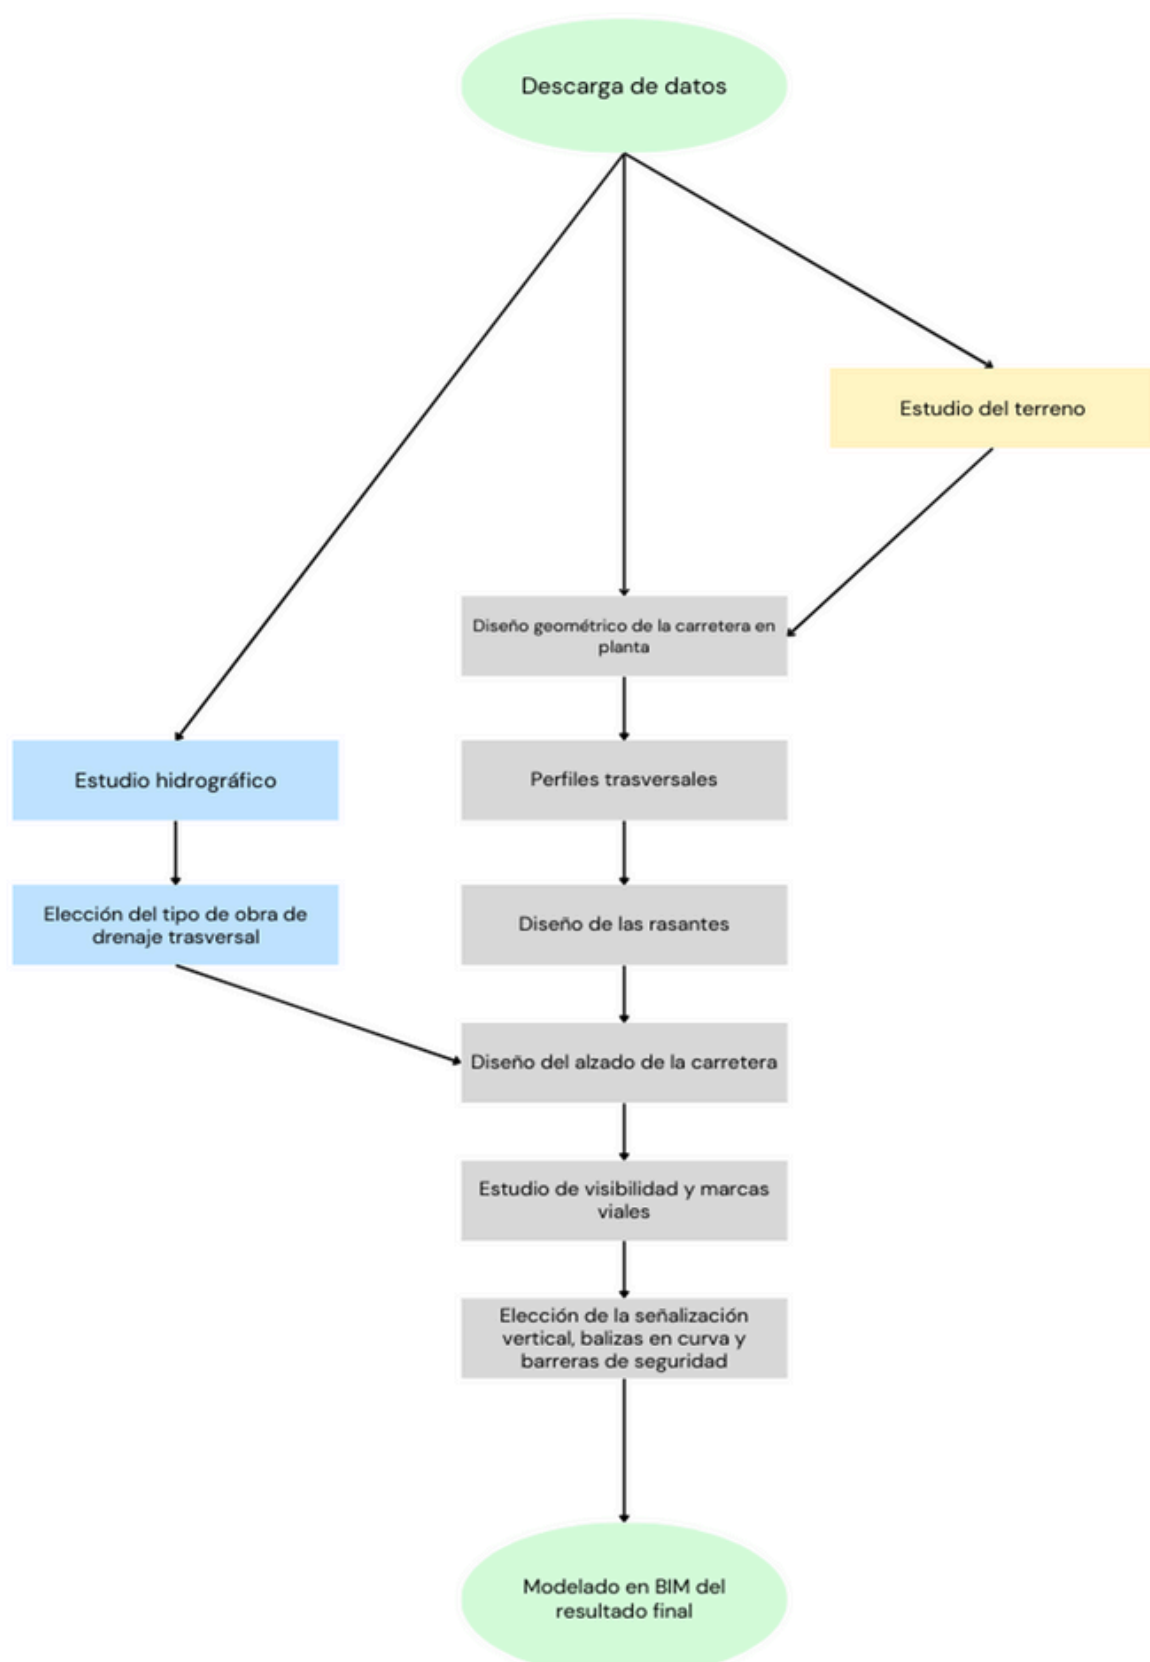 Descarga de datos
Estudio del terreno
Diseño geométrico de la carretera en
planta
Estudio hidrográfico
Perfiles trasversales
Elección del tipo de obra de
drenaje trasversal
Diseño de las rasantes
Diseño del alzado de la carretera
Estudio de visibilidad y marcas
viales
Elección de la señalización
vertical, balizas en curva y
barreras de seguridad
Modelado en BIM del
resultado final